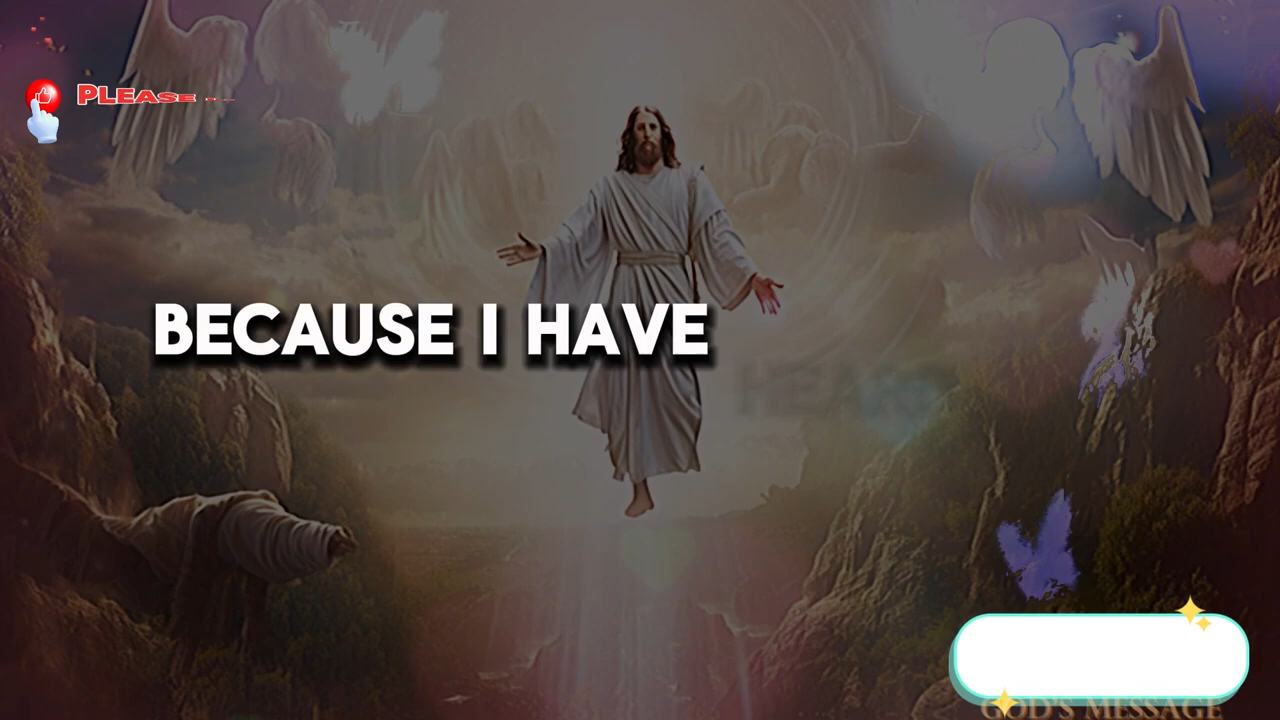 PLEASE . . .
BECAUSE I HAVE
GOD'S MESSAGE